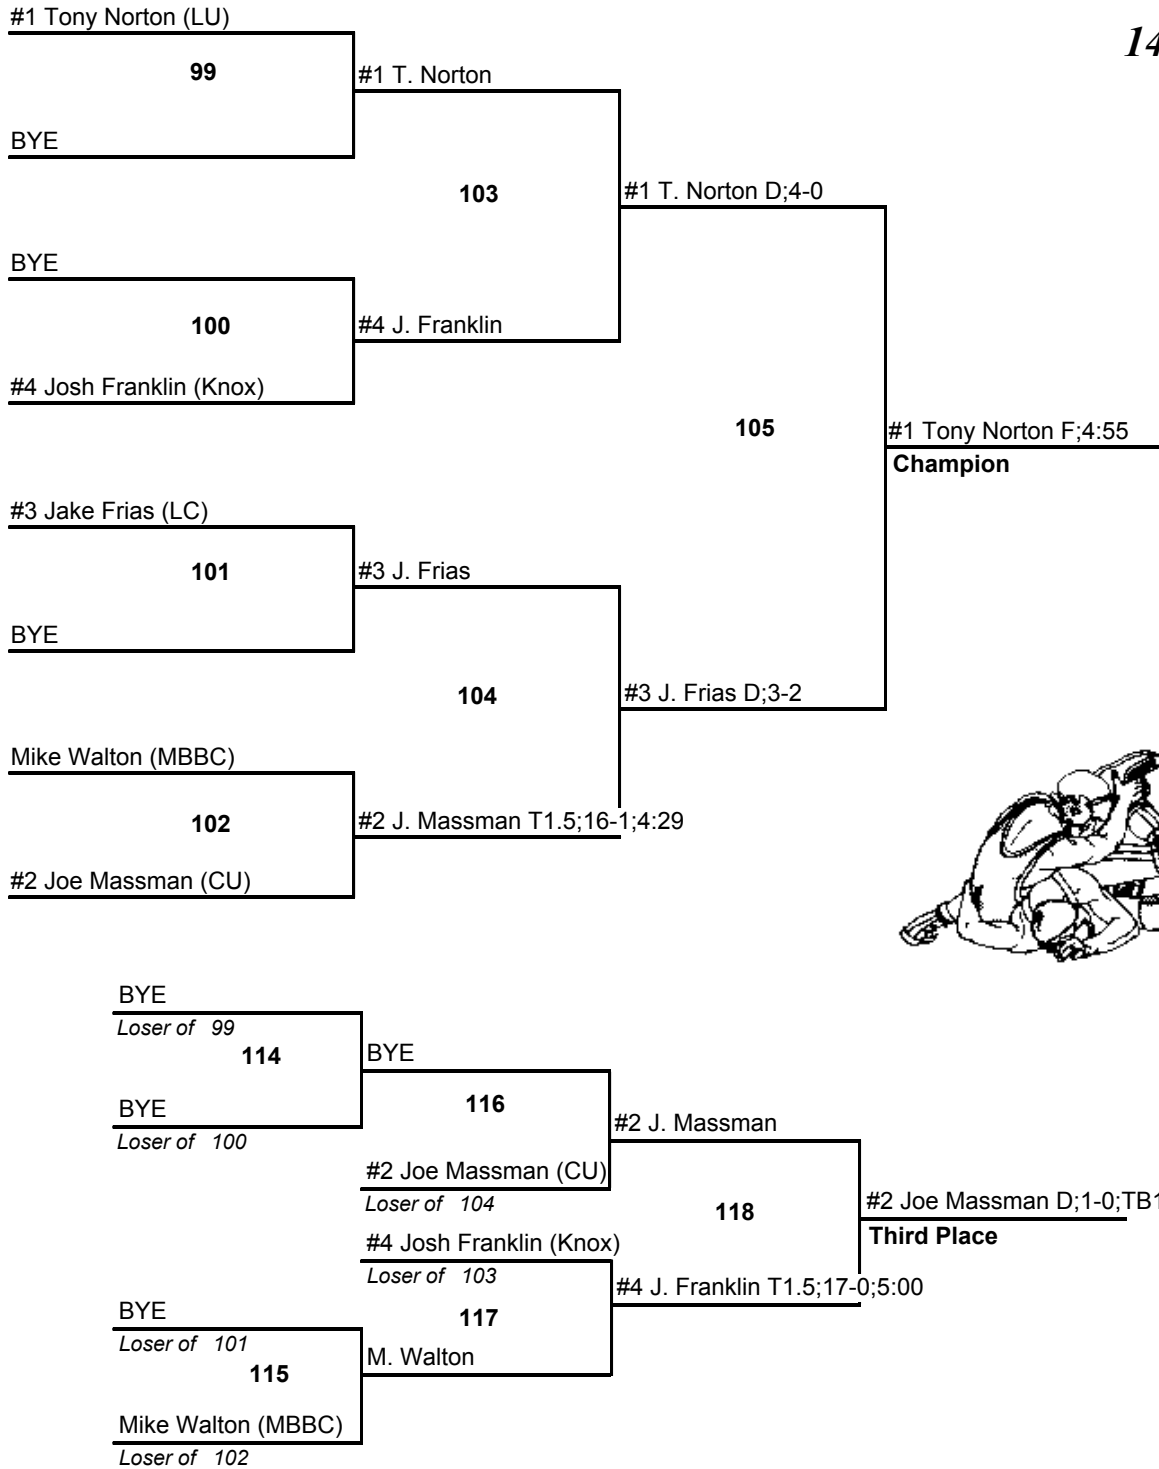 #1 Tony Norton (LU)
14
99
#1 T. Norton
BYE
103
#1 T. Norton D;4-0
BYE
100
#4 J. Franklin
#4 Josh Franklin (Knox)
105
#1 Tony Norton F;4:55
Champion
#3 Jake Frias (LC)
101
#3 J. Frias
BYE
104
#3 J. Frias D;3-2
Mike Walton (MBBC)
102
#2 J. Massman T1.5;16-1;4:29
#2 Joe Massman (CU)
BYE
Loser of 99
114
BYE
BYE
Loser of 100
116
#2 J. Massman
#2 Joe Massman (CU)
Loser of 104
118
#2 Joe Massman D;1-0;TB1
Third Place
#4 Josh Franklin (Knox)
Loser of 103
#4 J. Franklin T1.5;17-0;5:00
BYE
Loser of 101
117
115
M. Walton
Mike Walton (MBBC)
Loser of 102